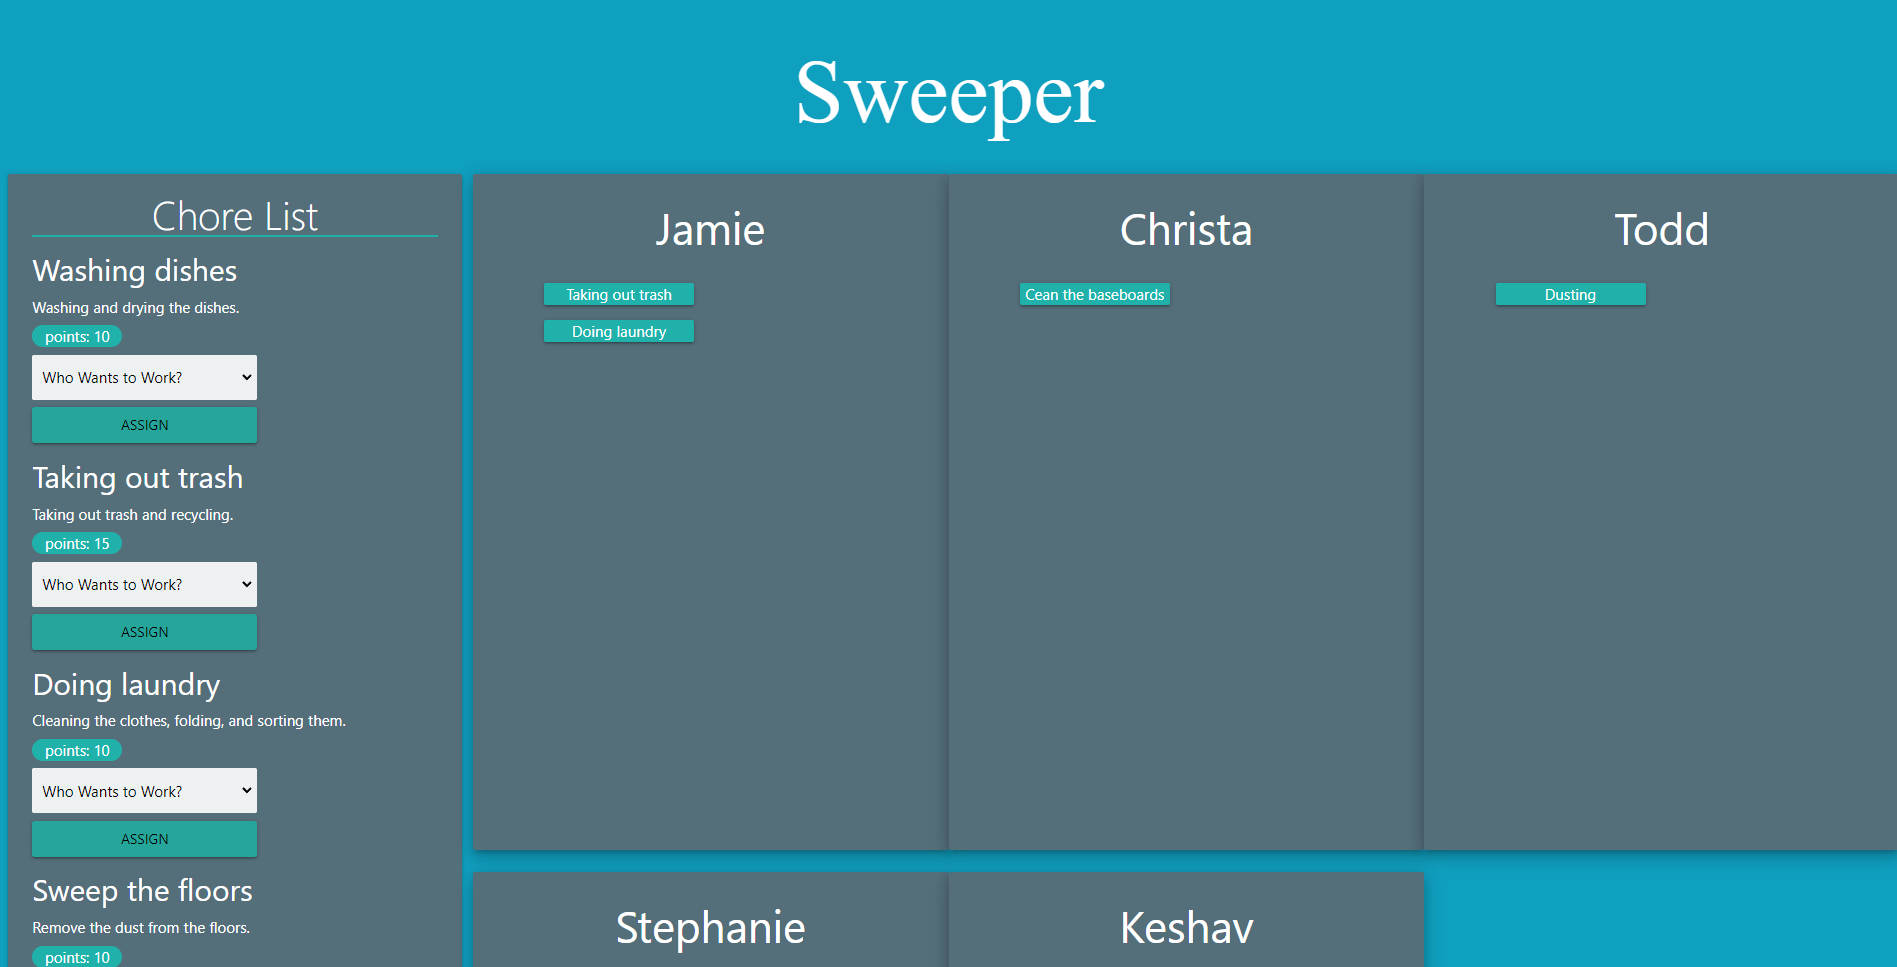 Sweeper
Chore List
Washing dishes
Washing and drying the dishes.
points: 10
Who Wants to Work?
ASSIGN
Taking out trash
Taking out trash and recycling.
points: 15
Who Wants to Work?
ASSIGN
Doing laundry
Cleaning the clothes, folding, and sorting them.
points: 10
Who Wants to Work?
ASSIGN
Sweep the floors
Remove the dust from the floors.
points: 10
Jamie
Taking out trash
Doing laundry
Christa
Cean the baseboards
Todd
Dusting
Stephanie
Keshav